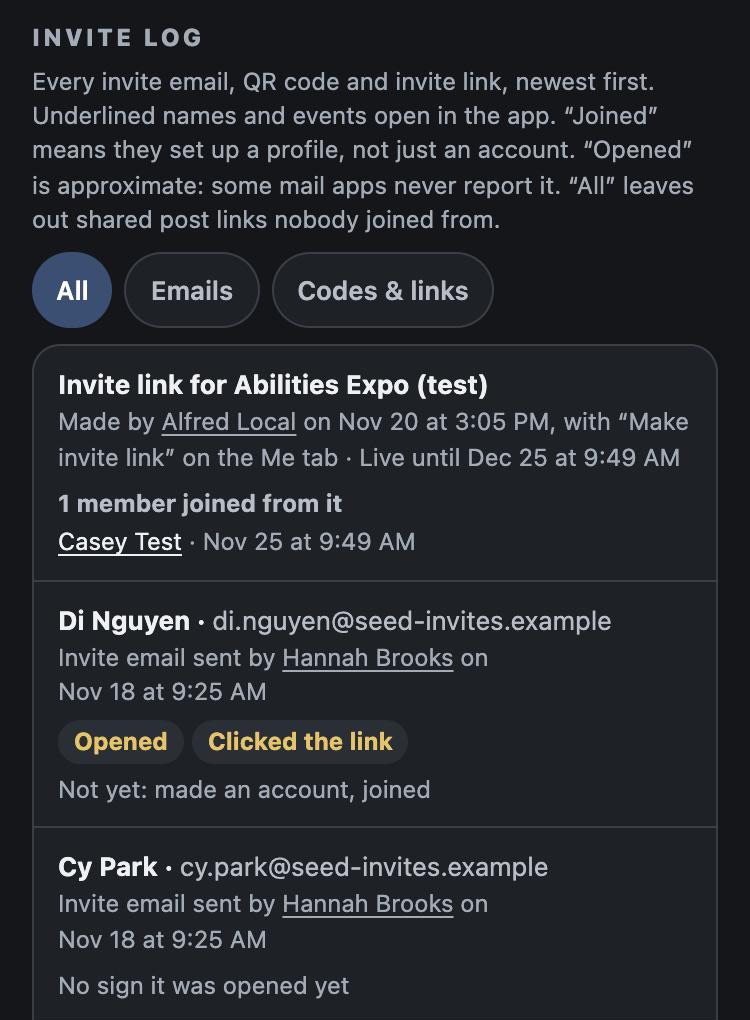 INVITE LOG
Every invite email, QR code and invite link, newest first.
Underlined names and events open in the app. “Joined”
means they set up a profile, not just an account. “Opened”
is approximate: some mail apps never report it. “All” leaves
out shared post links nobody joined from.
All
Emails
Codes & links
Invite link for Abilities Expo (test)
Made by Alfred Local on Nov 20 at 3:05 PM, with “Make
invite link” on the Me tab · Live until Dec 25 at 9:49 AM
1 member joined from it
Casey Test · Nov 25 at 9:49 AM
Di Nguyen · di.nguyen@seed-invites.example
Invite email sent by Hannah Brooks on
Nov 18 at 9:25 AM
Opened
Clicked the link
Not yet: made an account, joined
Cy Park · cy.park@seed-invites.example
Invite email sent by Hannah Brooks on
Nov 18 at 9:25 AM
No sign it was opened yet